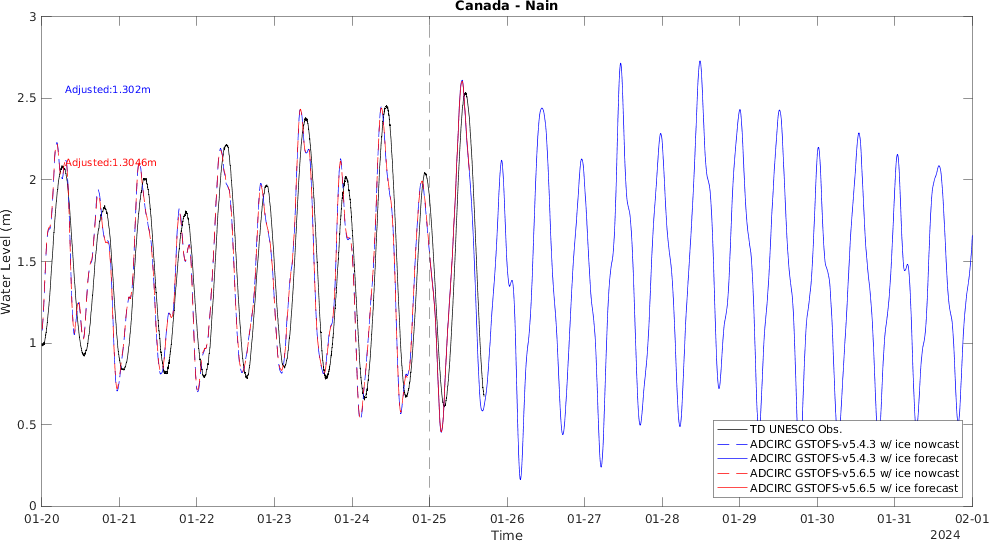 Canada - Nain
3
2.5
2
1.5
1
0.5
0
Water Level (m)
Adjusted:1.302m
Adjusted:1.3046m
TD UNESCO Obs.
ADCIRC GSTOFS-v5.4.3 w/ ice nowcast
ADCIRC GSTOFS-v5.4.3 w/ ice forecast
ADCIRC GSTOFS-v5.6.5 w/ ice nowcast
ADCIRC GSTOFS-v5.6.5 w/ ice forecast
01-20 01-21 01-22 01-23 01-24 01-25 01-26 01-27 01-28 01-29 01-30 01-31 02-01
Time 2024